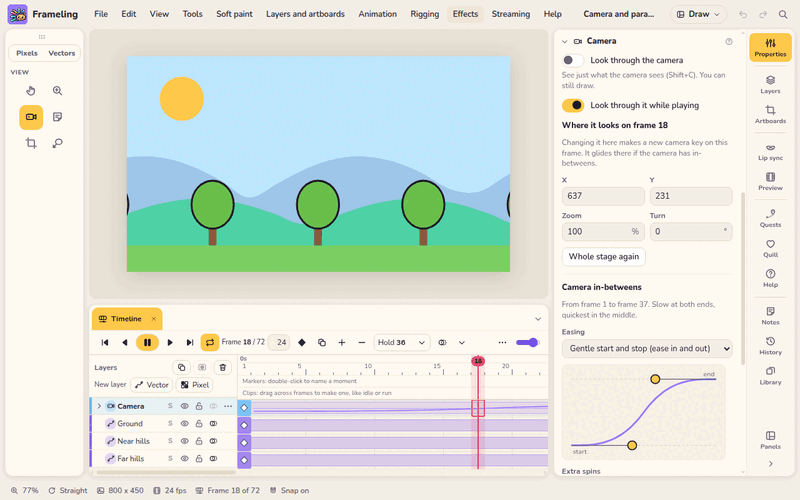 Frameling File Edit View Tools Soft paint Layers and artboards Animation Rigging Effects Streaming Help Camera and para... Draw
Pixels Vectors
VIEW
Camera
Look through the camera
See just what the camera sees (Shift+C). You can
still draw.
Look through it while playing
Where it looks on frame 18
Changing it here makes a new camera key on this
frame. It glides there if the camera has in-
betweens.
X Y
637 231
Zoom Turn
100 % 0 °
Whole stage again
Camera in-betweens
From frame 1 to frame 37. Slow at both ends,
quickest in the middle.
Easing
Gentle start and stop (ease in and out)
end
start
Extra spins
Properties
Layers
Artboards
Lip sync
Preview
Quests
Quill
Help
Notes
History
Library
Panels
Timeline
Frame 18 / 72 24 Hold 36
Layers
New layer Vector Pixel
0s
1 5 10 15 18 20
Markers: double-click to name a moment
Clips: drag across frames to make one, like idle or run
Camera S
Ground S
Near hills S
Far hills S
77% Straight 800 x 450 24 fps Frame 18 of 72 Snap on